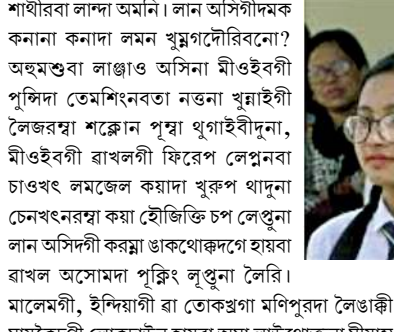 শাথীরবা লান্দা অমনি। লান অসিগীদমক
কনানা কনাদা লমন খুম্নগদৌরিবনো?
অহুমশুবা লাঞ্জাও অসিনা মীওইবগী
পুন্সিদা তেমশিংনবতা নত্তনা খুন্নাইগী
লৈজরম্বা শক্লোন পূম্বা থুগাইবীদুনা,
মীওইবগী ৱাখলগী ফিরেপ লেপ্পনবা
চাওখৎ লমজেল কয়াদা খুরুপ থাদুনা
চেনখৎনরম্বা কয়া হৌজিক্তি চপ লেপ্তুনা
লান অসিদগী করম্না ঙাকথোক্কদগে হায়বা
ৱাখল অসোমদা পূক্নিং লূপ্তুনা লৈরি।
মালেমগী, ইন্দিয়াগী ৱা তোকখ্রগা মণিপুরদা লৈঙাক্কী